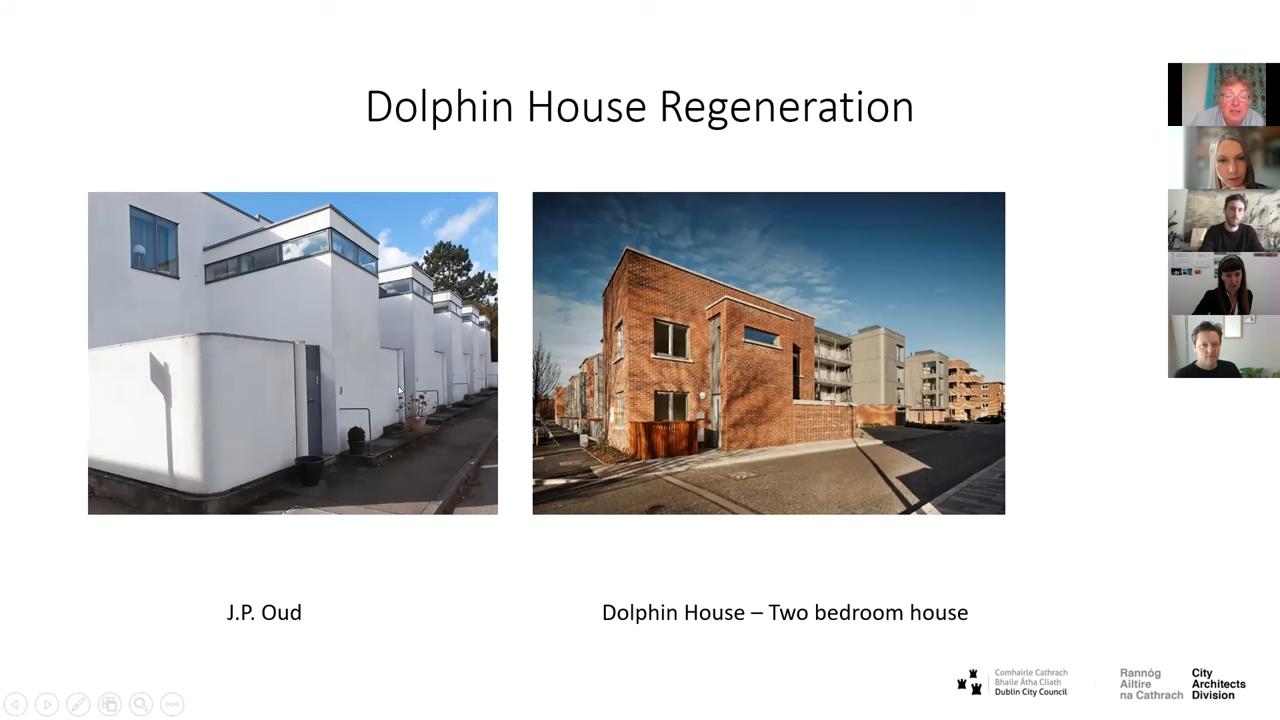 Dolphin House Regeneration
J.P. Oud
Dolphin House – Two bedroom house
Comhairle Cathrach
Bhaile Átha Cliath
Dublin City Council
Rannóg
Ailtire
na Cathrach
City
Architects
Division